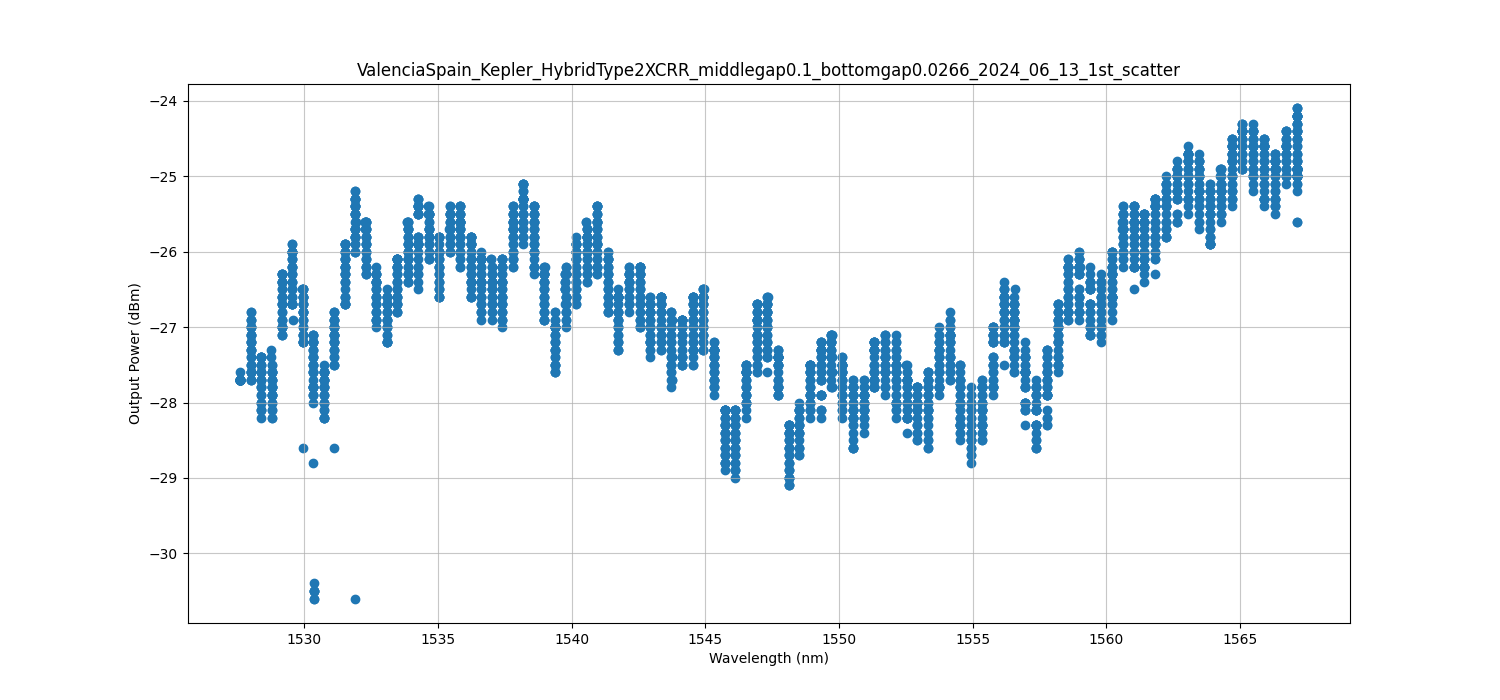 ValenciaSpain_Kepler_HybridType2XCRR_middlegap0.1_bottomgap0.0266_2024_06_13_1st_scatter
−24
−25
−26
−27
−28
−29
−30
Output Power (dBm)
1530 1535 1540 1545 1550 1555 1560 1565
Wavelength (nm)